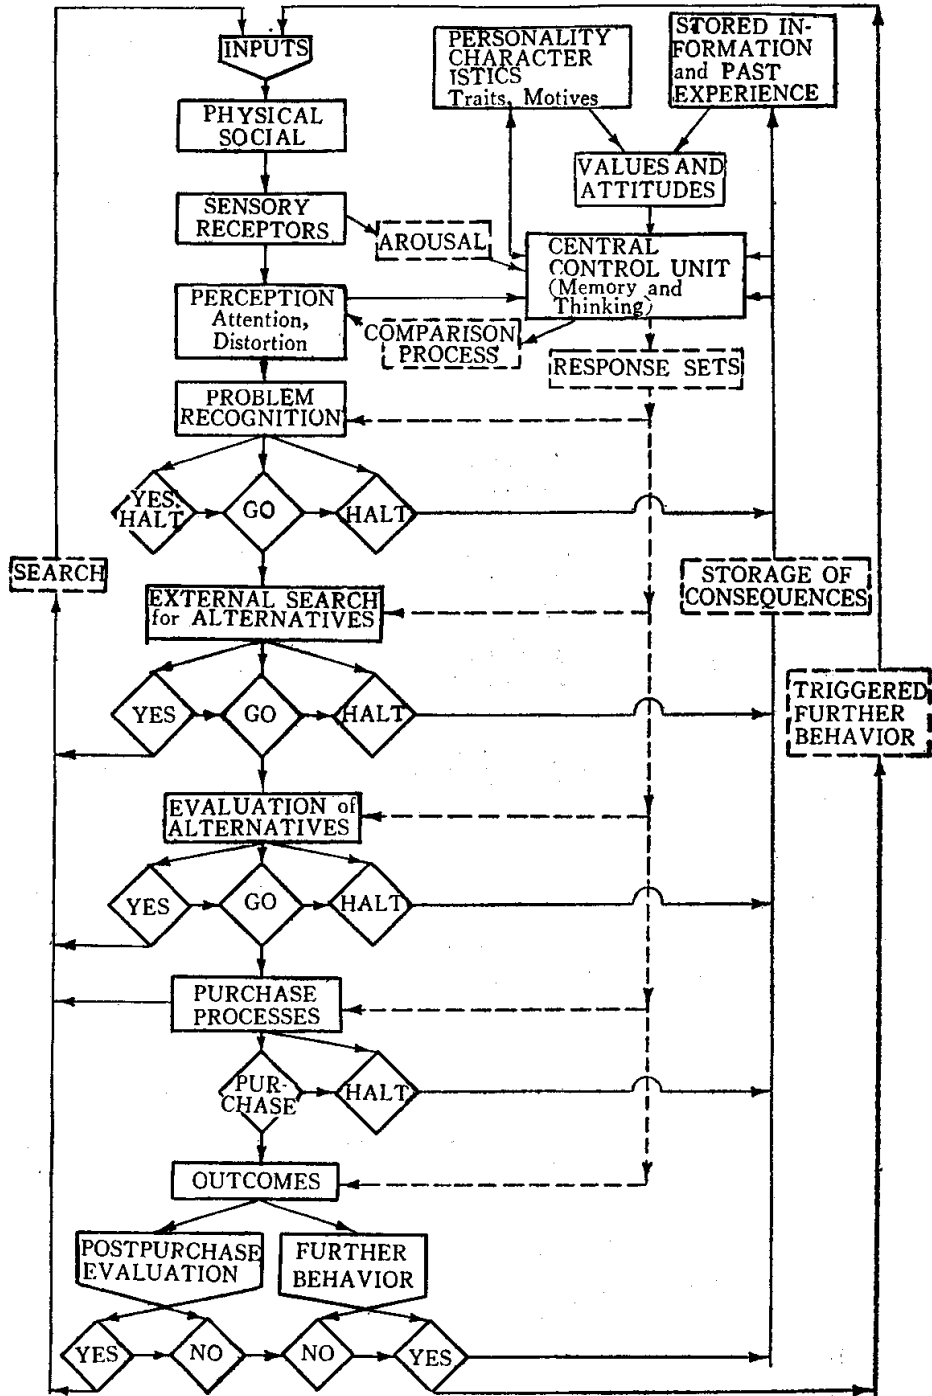 INPUTS
PERSONALITY
CHARACTER
ISTICS
Traits, Motives
STORED IN-
FORMATION
and PAST
EXPERIENCE
PHYSICAL
SOCIAL
VALUES AND
ATTITUDES
SENSORY
RECEPTORS
AROUSAL
CENTRAL
CONTROL UNIT
(Memory and
Thinking)
PERCEPTION
Attention,
Distortion
COMPARISON
PROCESS
RESPONSE SETS
PROBLEM
RECOGNITION
YES
HALT
GO
HALT
SEARCH
EXTERNAL SEARCH
for ALTERNATIVES
STORAGE OF
CONSEQUENCES
YES
GO
HALT
TRIGGERED
FURTHER
BEHAVIOR
EVALUATION of
ALTERNATIVES
YES
GO
HALT
PURCHASE
PROCESSES
PUR-
CHASE
HALT
OUTCOMES
POSTPURCHASE
EVALUATION
FURTHER
BEHAVIOR
YES
NO
NO
YES